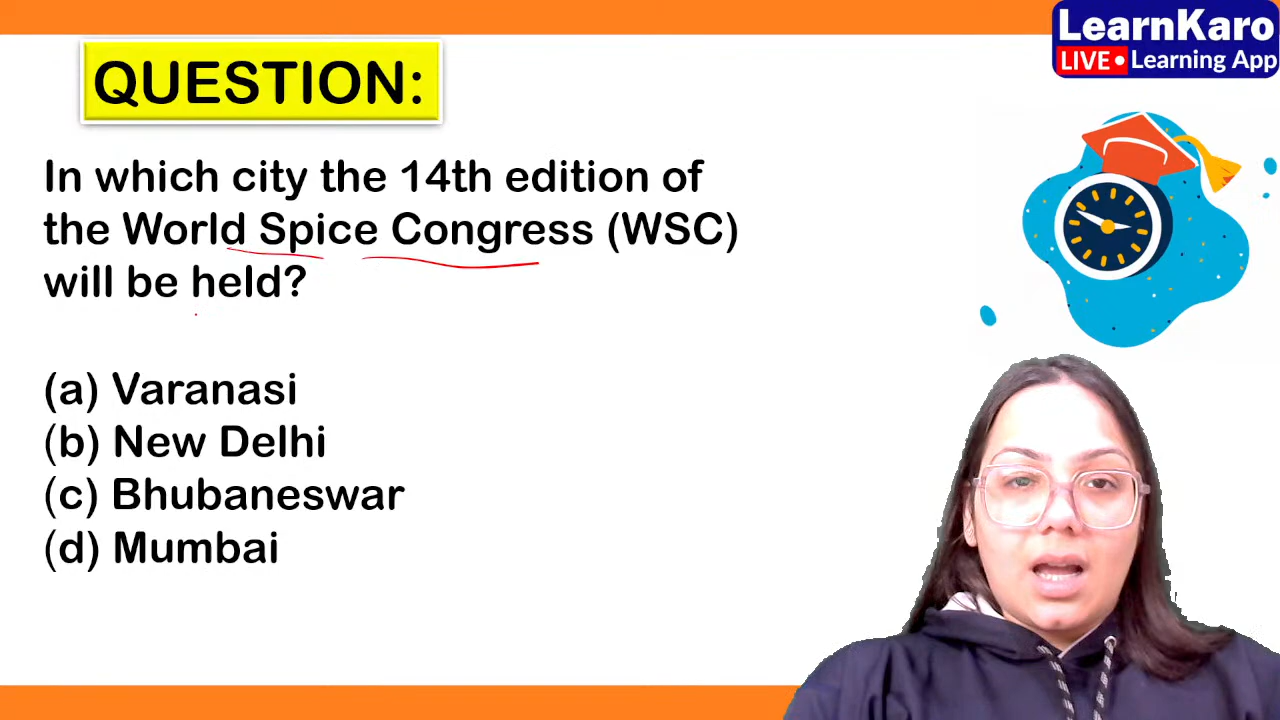 LearnKaro
LIVE • Learning App
QUESTION:
In which city the 14th edition of
the World Spice Congress (WSC)
will be held?
(a) Varanasi
(b) New Delhi
(c) Bhubaneswar
(d) Mumbai